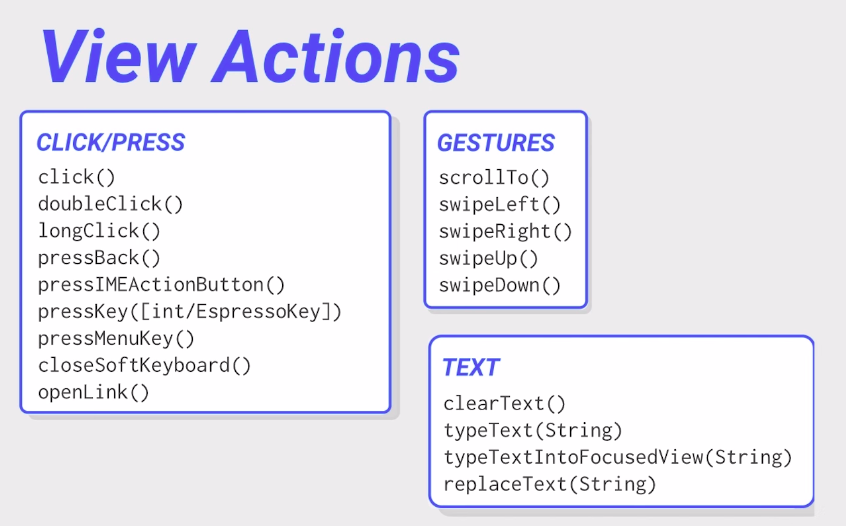 View Actions
CLICK/PRESS
click()
doubleClick()
longClick()
pressBack()
pressIMEActionButton()
pressKey([int/EspressoKey])
pressMenuKey()
closeSoftKeyboard()
openLink()
GESTURES
scrollTo()
swipeLeft()
swipeRight()
swipeUp()
swipeDown()
TEXT
clearText()
typeText(String)
typeTextIntoFocusedView(String)
replaceText(String)